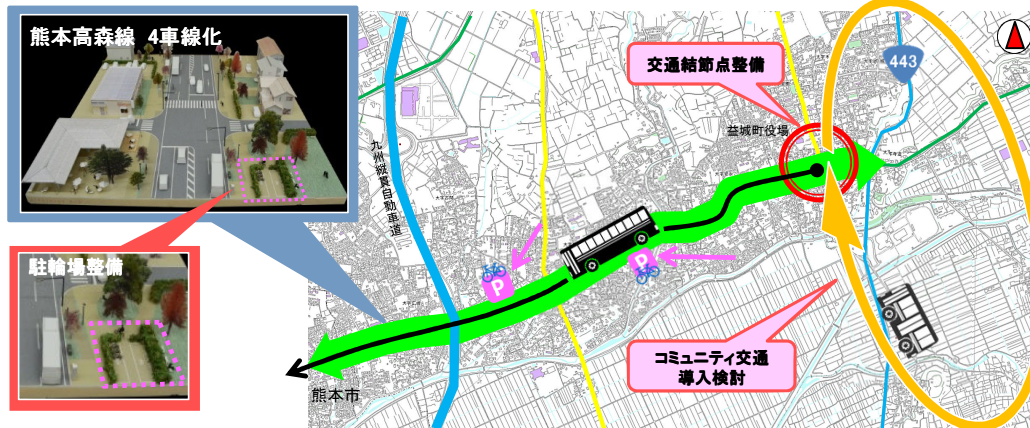 熊本高森線 4車線化
駐輪場整備
九州縦貫自動車道
交通結節点整備
益城町役場
443
P
P
コミュニティ交通
導入検討
熊本市